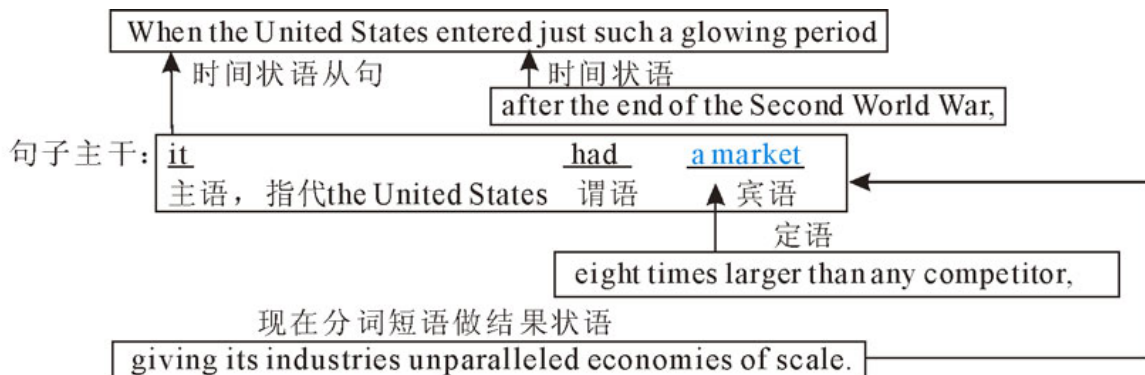 When the United States entered just such a glowing period
时间状语从句 时间状语
after the end of the Second World War,
句子主干: it had a market
主语，指代the United States 谓语 宾语
定语
eight times larger than any competitor,
现在分词短语做结果状语
giving its industries unparalleled economies of scale.